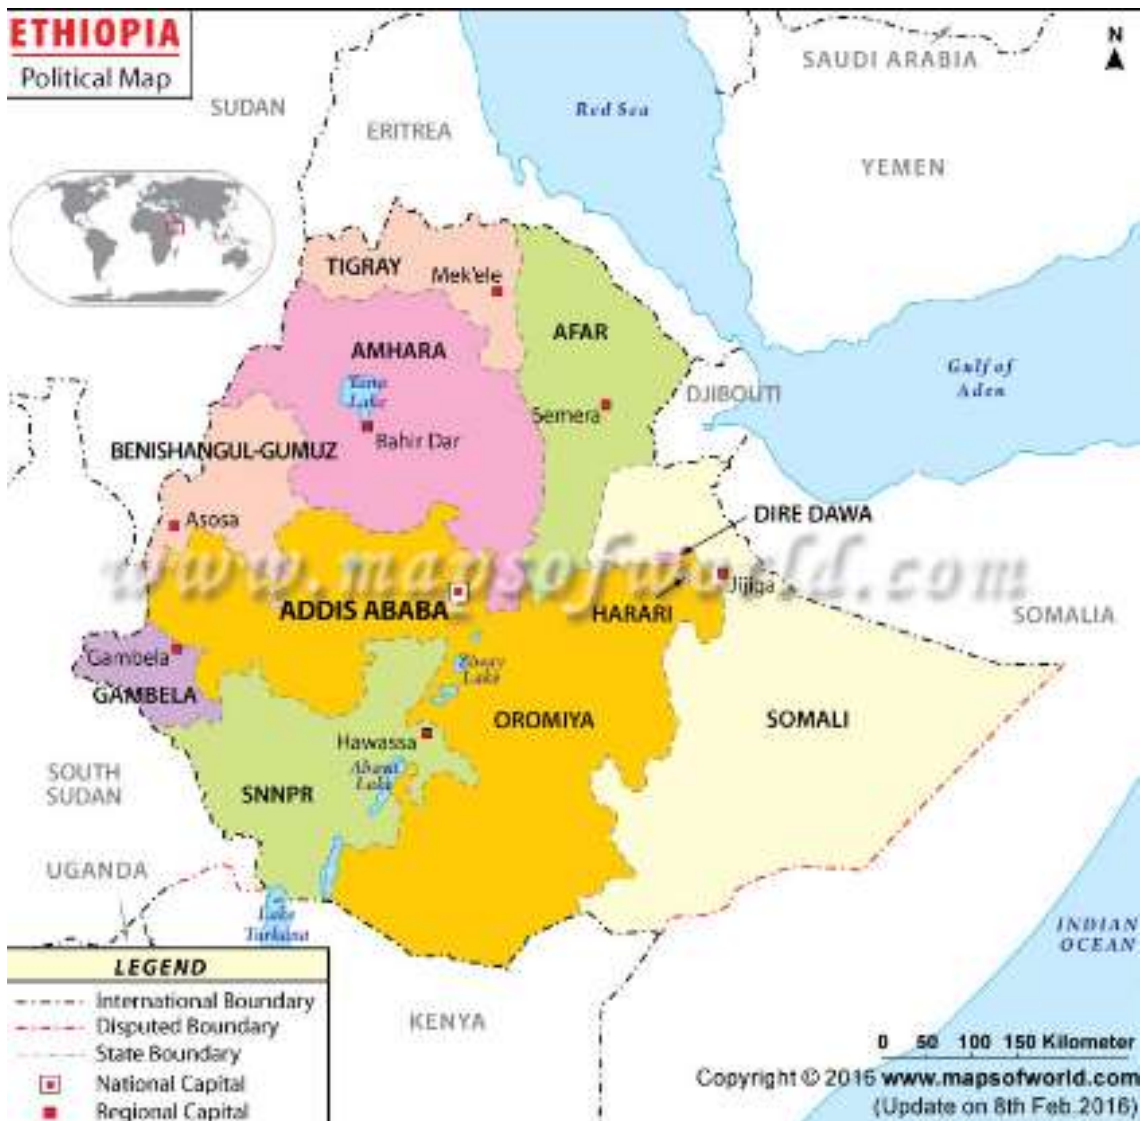 ETHIOPIA
Political Map
N
SAUDI ARABIA
SUDAN
Red Sea
ERITREA
YEMEN
TIGRAY
Mek'ele
AFAR
AMHARA
Gulf of
Aden
Tana
Lake
DJIBOUTI
Semera
Bahir Dar
BENISHANGUL-GUMUZ
Asosa
DIRE DAWA
www.mapsofworld.com
Jijiga
ADDIS ABABA
HARARI
SOMALIA
Gambela
Lake
GAMBELA
OROMIYA
SOMALI
Hawassa
SOUTH
SUDAN
Lake
SNNPR
UGANDA
Lake
Turkana
INDIAN
OCEAN
LEGEND
International Boundary
Disputed Boundary
State Boundary
National Capital
Regional Capital
KENYA
0 50 100 150 Kilometer
Copyright © 2016 www.mapsofworld.com
(Update on 8th Feb.2016)